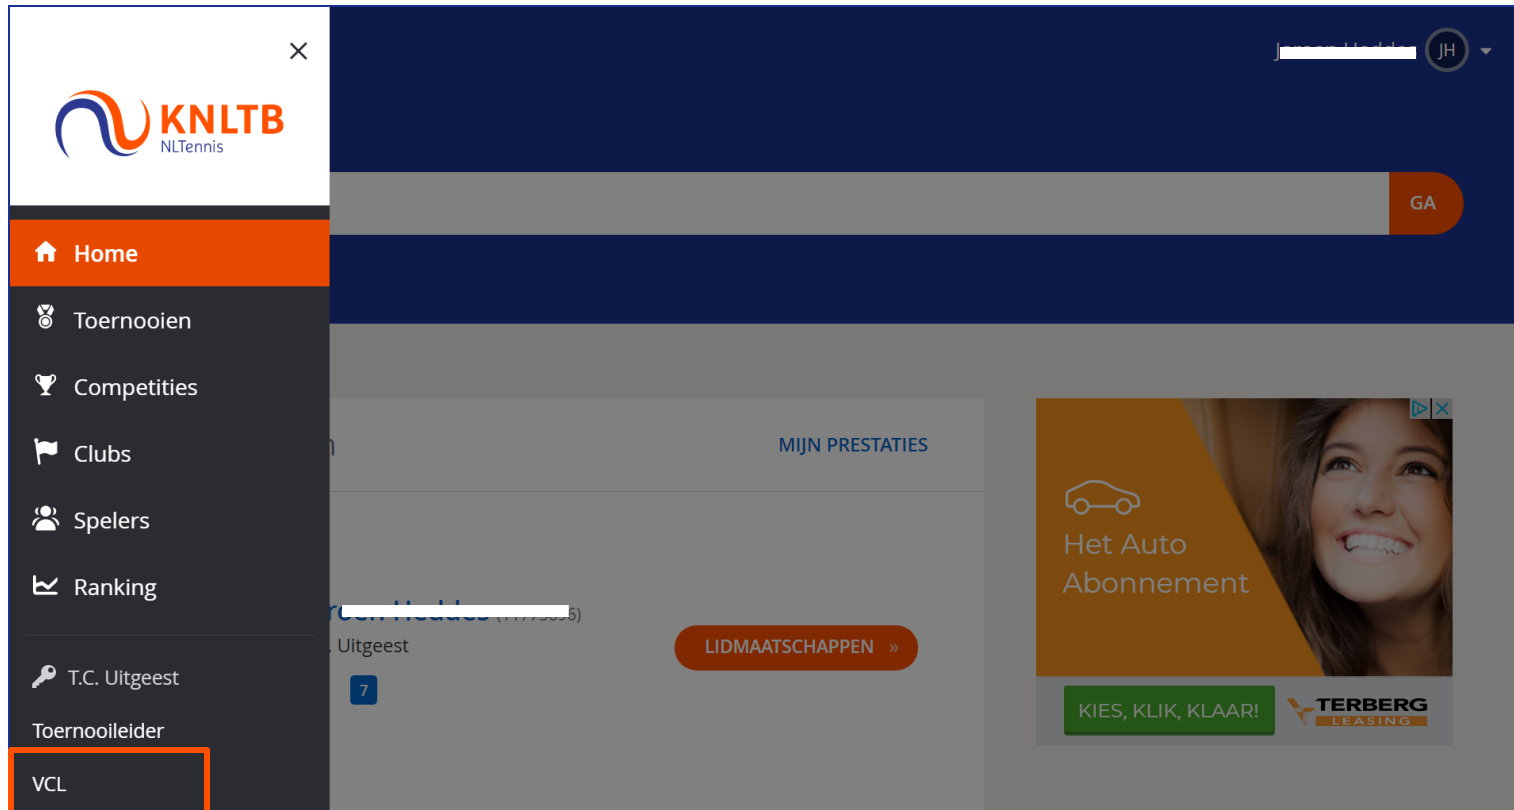 JH
KNLTB
NLTennis
GA
Home
Toernooien
Competities
Clubs
Spelers
Ranking
MIJN PRESTATIES
Uitgeest
LIDMAATSCHAPPEN »
7
T.C. Uitgeest
Toernooileider
VCL
Het Auto
Abonnement
KIES, KLIK, KLAAR!
TERBERG
LEASING